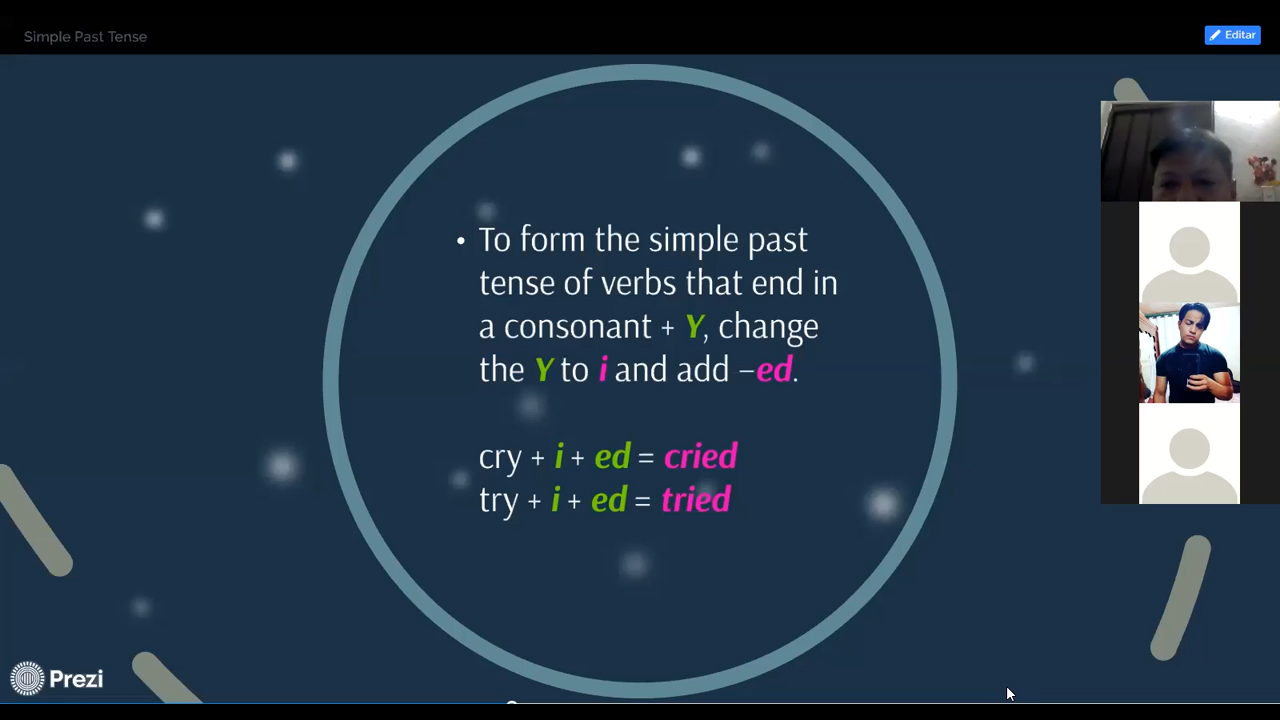 Simple Past Tense
Editar
• To form the simple past
tense of verbs that end in
a consonant + Y, change
the Y to i and add –ed.
cry + i + ed = cried
try + i + ed = tried
Prezi